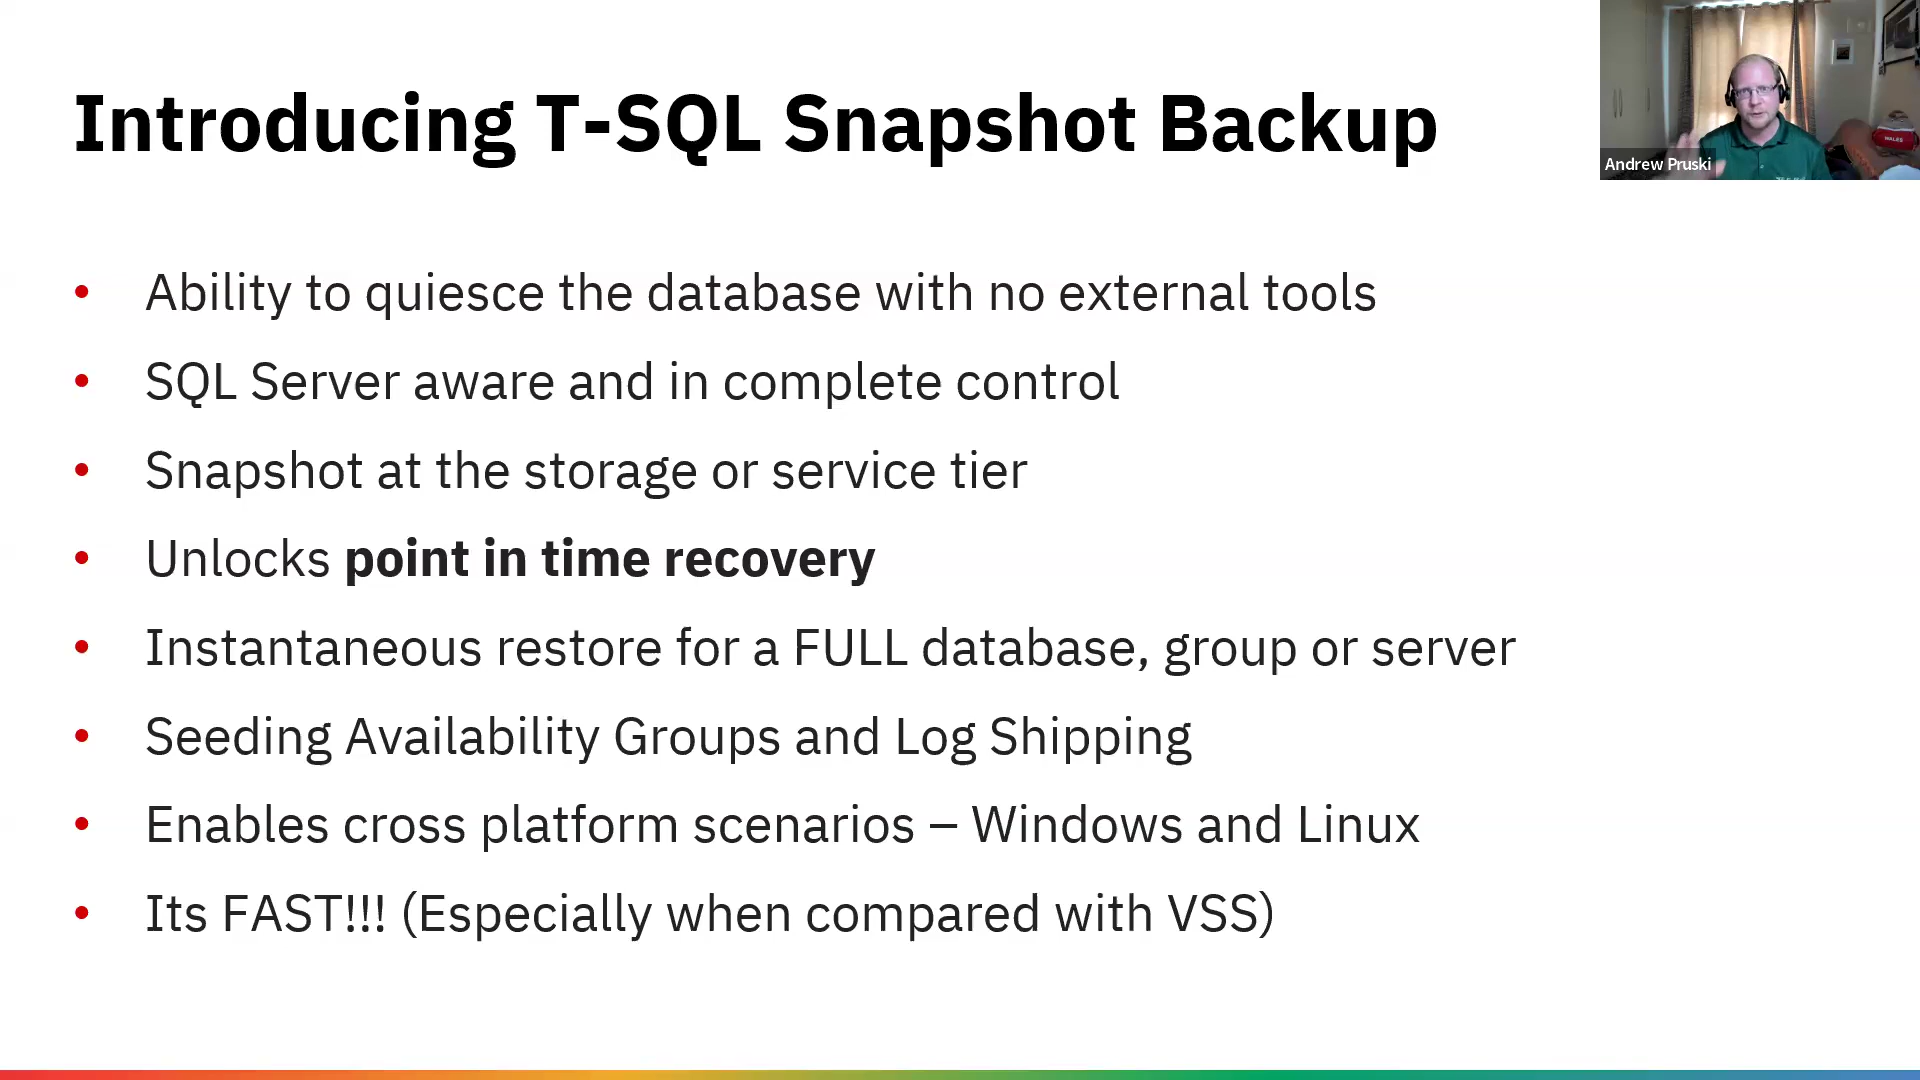 Introducing T-SQL Snapshot Backup
Andrew Pruski
• Ability to quiesce the database with no external tools
• SQL Server aware and in complete control
• Snapshot at the storage or service tier
• Unlocks point in time recovery
• Instantaneous restore for a FULL database, group or server
• Seeding Availability Groups and Log Shipping
• Enables cross platform scenarios – Windows and Linux
• Its FAST!!! (Especially when compared with VSS)
WALES